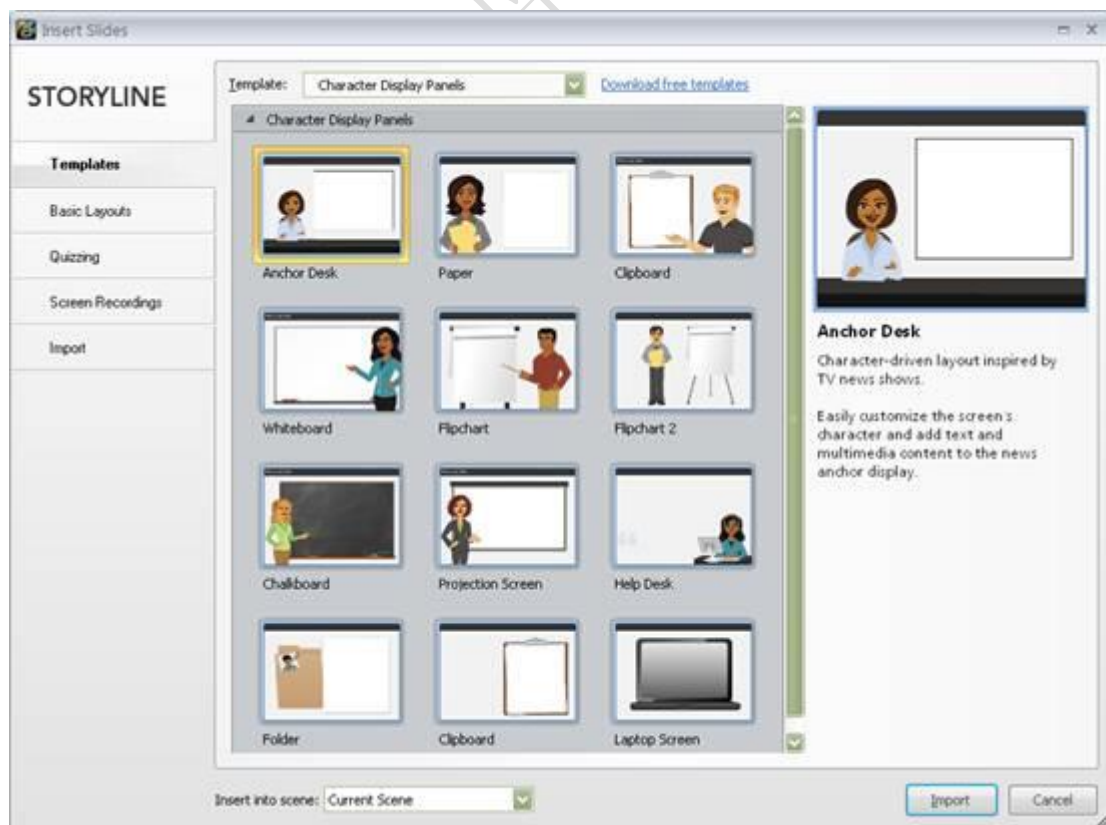 Insert Slides
STORYLINE
Templates
Basic Layouts
Quizzing
Screen Recordings
Import
Template: Character Display Panels Download free templates
Character Display Panels
Anchor Desk Paper Clipboard
Whiteboard Flipchart Flipchart 2
Chalkboard Projection Screen Help Desk
Folder Clipboard Laptop Screen
Anchor Desk
Character-driven layout inspired by
TV news shows.
Easily customize the screen's
character and add text and
multimedia content to the news
anchor display.
Insert into scene: Current Scene Import Cancel